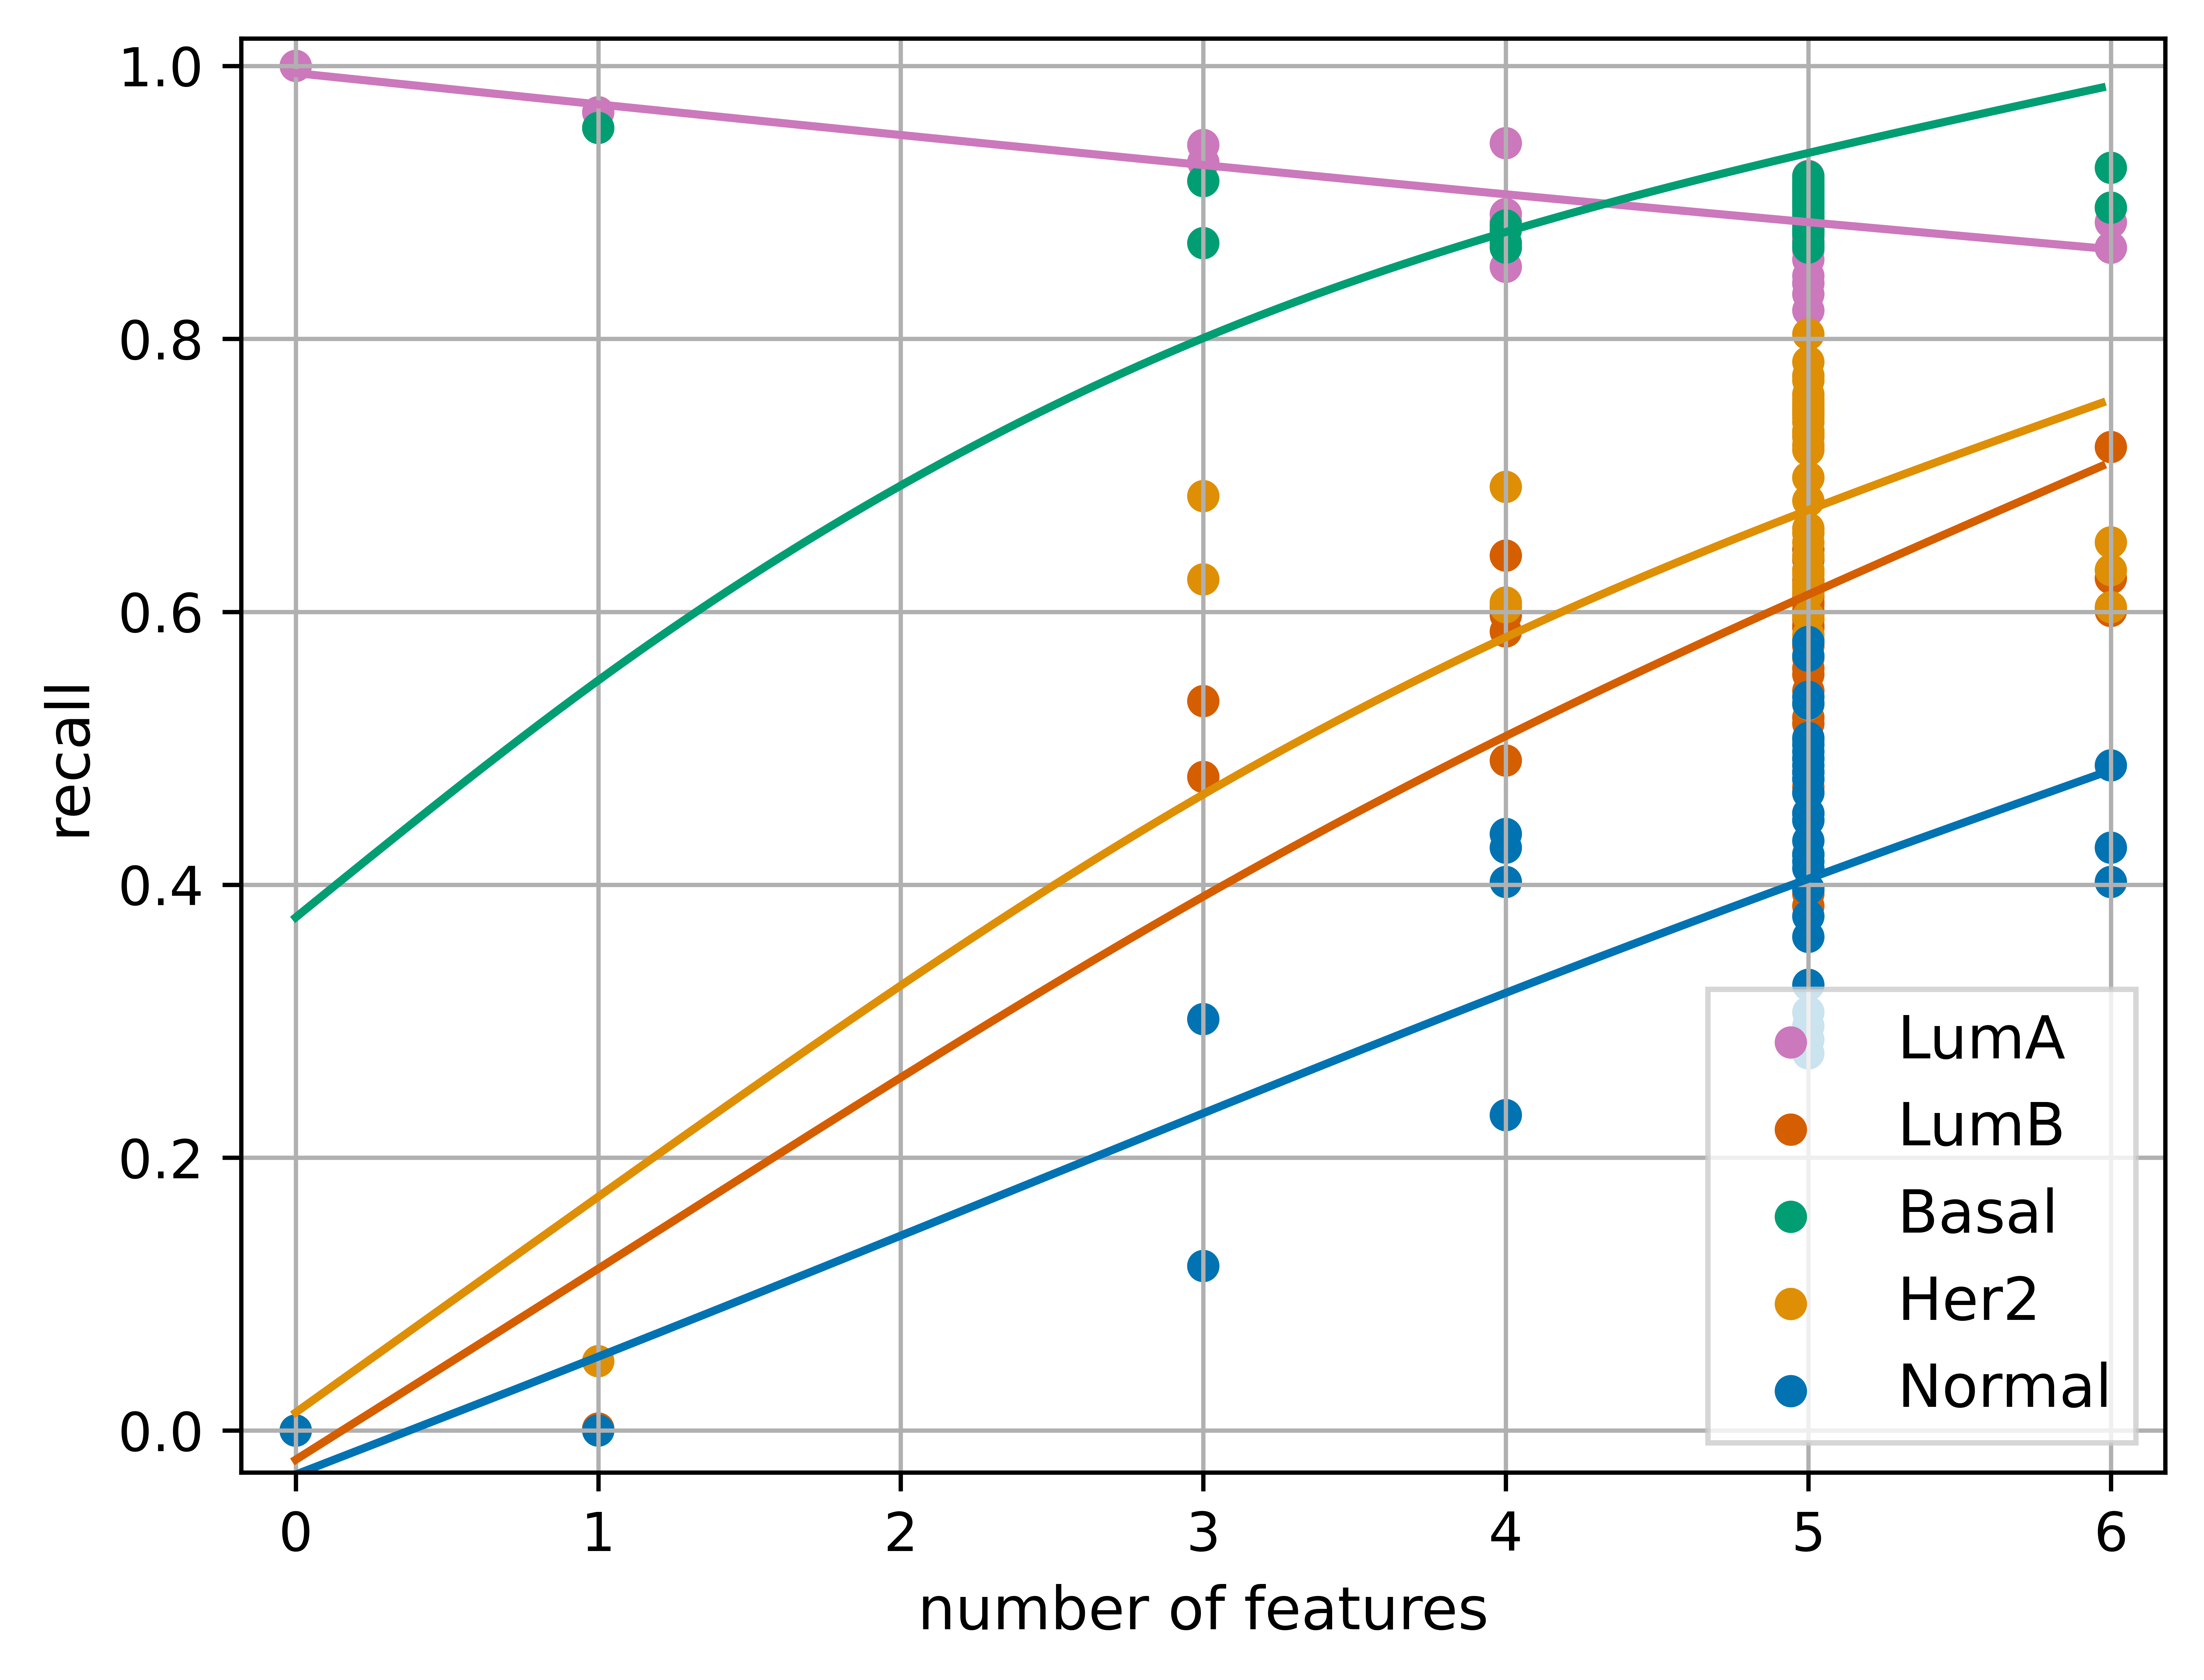 1.0
0.8
0.6
0.4
0.2
0.0
recall
0 1 2 3 4 5 6
number of features
LumA
LumB
Basal
Her2
Normal